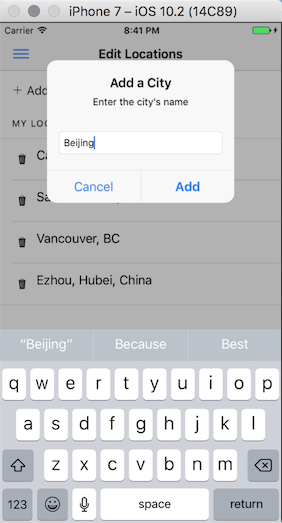 iPhone 7 – iOS 10.2 (14C89)
Carrier 8:41 PM
Edit Locations
Add a City
Enter the city's name
+ Add
MY LO
Beijing
Ca
Cancel Add
Sa
Vancouver, BC
Ezhou, Hubei, China
“Beijing” Because Best
q w e r t y u i o p
a s d f g h j k l
z x c v b n m
123 space return